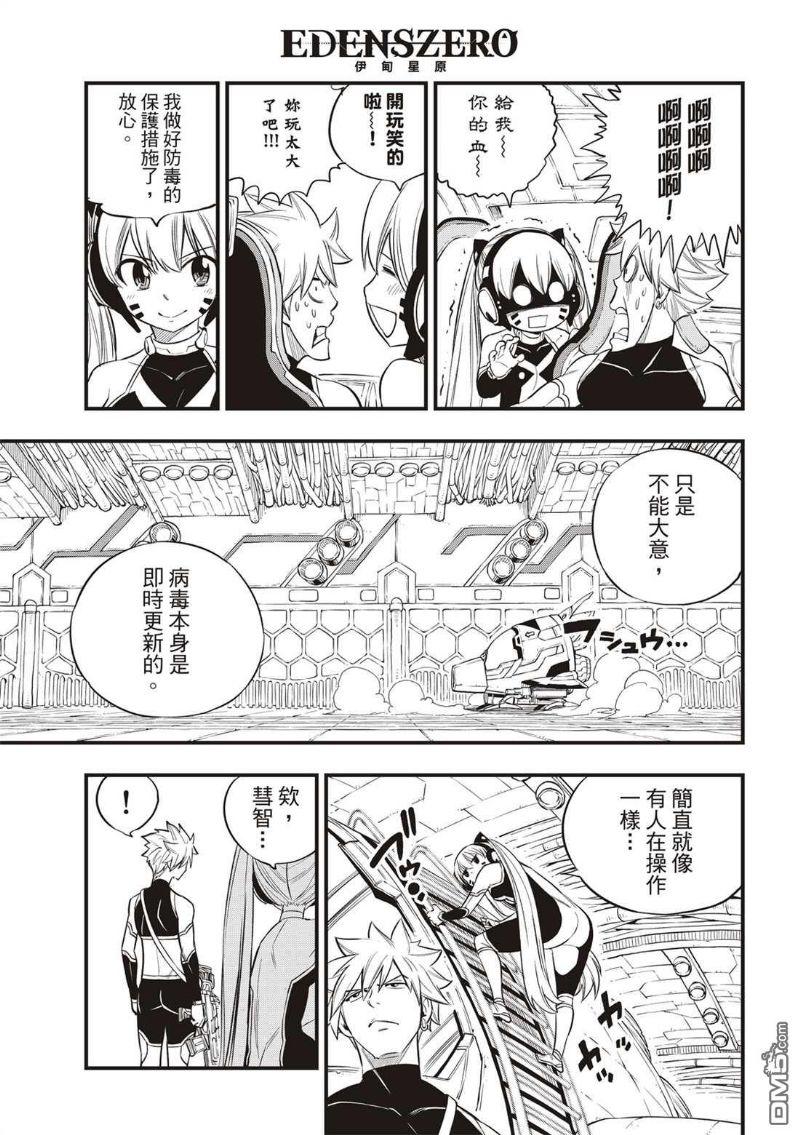 EDENSZERO
伊甸星原
啊啊啊
啊啊啊啊！
給我～
你的血～
開玩笑的
啦～！
妳玩太大
了吧!!!
我做好防毒的
保護措施了，
放心。
只是
不能大意，
フシュウ…
病毒本身是
即時更新的。
簡直就像
有人在操作
一樣…
欸，
彗智…
！
DM5.com